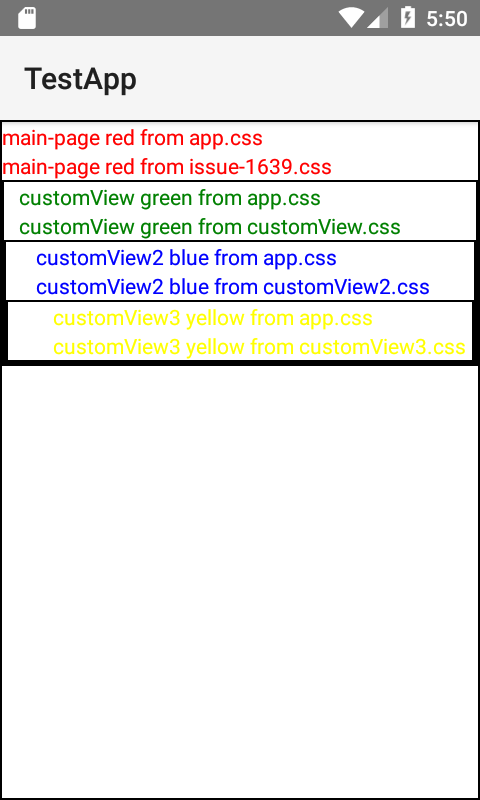 5:50
TestApp
main-page red from app.css
main-page red from issue-1639.css
customView green from app.css
customView green from customView.css
customView2 blue from app.css
customView2 blue from customView2.css
customView3 yellow from app.css
customView3 yellow from customView3.css